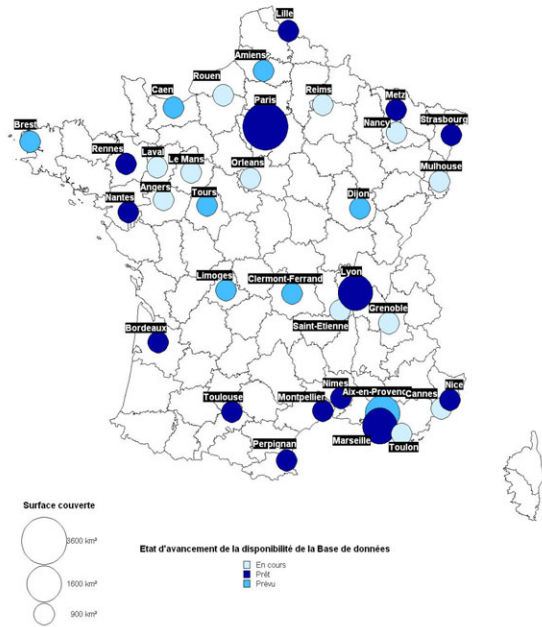 Lille
Amiens
Rouen
Caen
Reims
Metz
Paris
Brest
Nancy
Strasbourg
Rennes
Laval
Le Mans
Orleans
Mulhouse
Angers
Nantes
Tours
Dijon
Limoges
Clermont-Ferrand
Lyon
Saint-Etienne
Grenoble
Bordeaux
Nimes
Aix-en-Provenc
Cannes
Nice
Toulouse
Montpellier
Marseille
Toulon
Perpignan
Surface couverte
3600 km²
1600 km²
900 km²
Etat d'avancement de la disponibilité de la Base de données
En cours
Prêt
Prévu